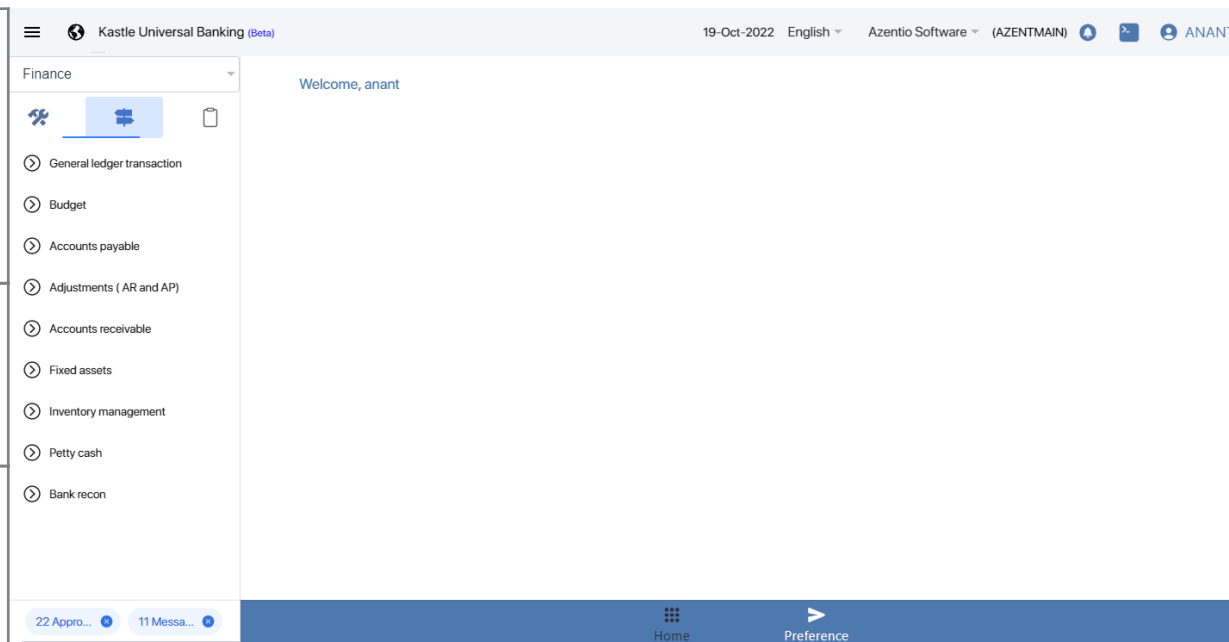 Kastle Universal Banking (Beta)
19-Oct-2022 English Azentio Software (AZENTMAIN) ANANT
Finance
Welcome, anant
General ledger transaction
Budget
Accounts payable
Adjustments ( AR and AP)
Accounts receivable
Fixed assets
Inventory management
Petty cash
Bank recon
22 Appro... 11 Messa...
Home Preference